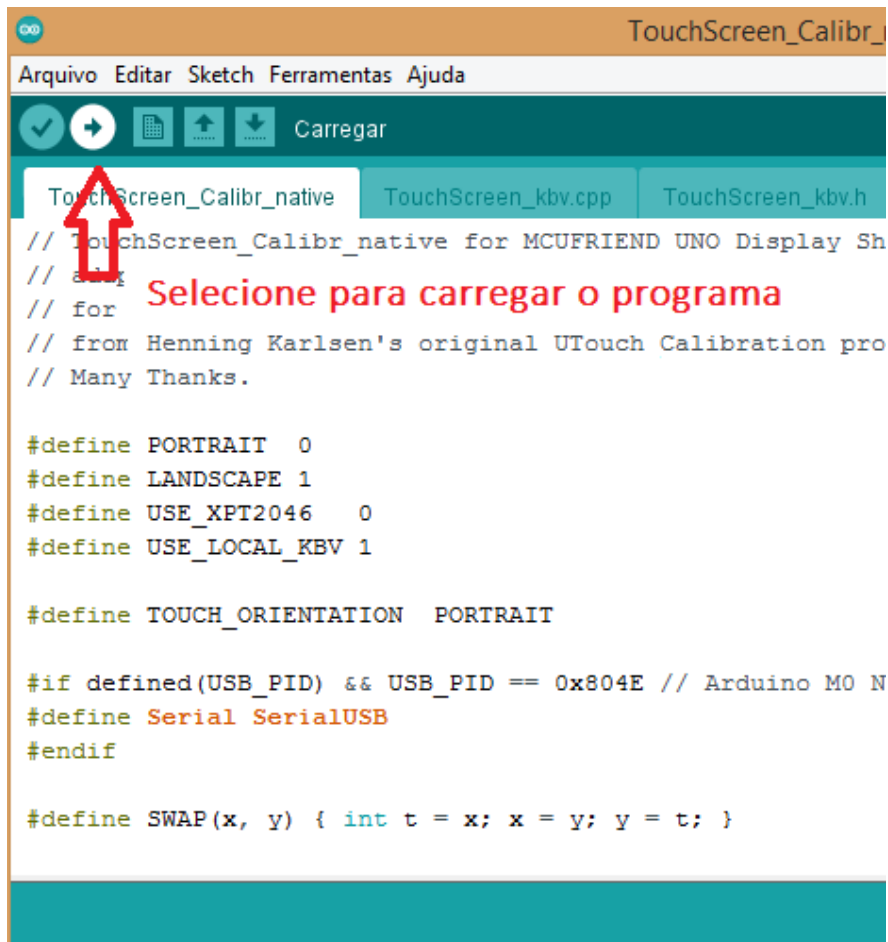 TouchScreen_Calibr_
Arquivo Editar Sketch Ferramentas Ajuda
Carregar
TouchScreen_Calibr_native TouchScreen_kbv.cpp TouchScreen_kbv.h
// TouchScreen_Calibr_native for MCUFRIEND UNO Display Sh
//
Selecione para carregar o programa
// for
// from Henning Karlsen's original UTouch Calibration pro
// Many Thanks.
#define PORTRAIT 0
#define LANDSCAPE 1
#define USE_XPT2046 0
#define USE_LOCAL_KBV 1
#define TOUCH_ORIENTATION PORTRAIT
#if defined(USB_PID) && USB_PID == 0x804E // Arduino M0 N
#define Serial SerialUSB
#endif
#define SWAP(x, y) { int t = x; x = y; y = t; }